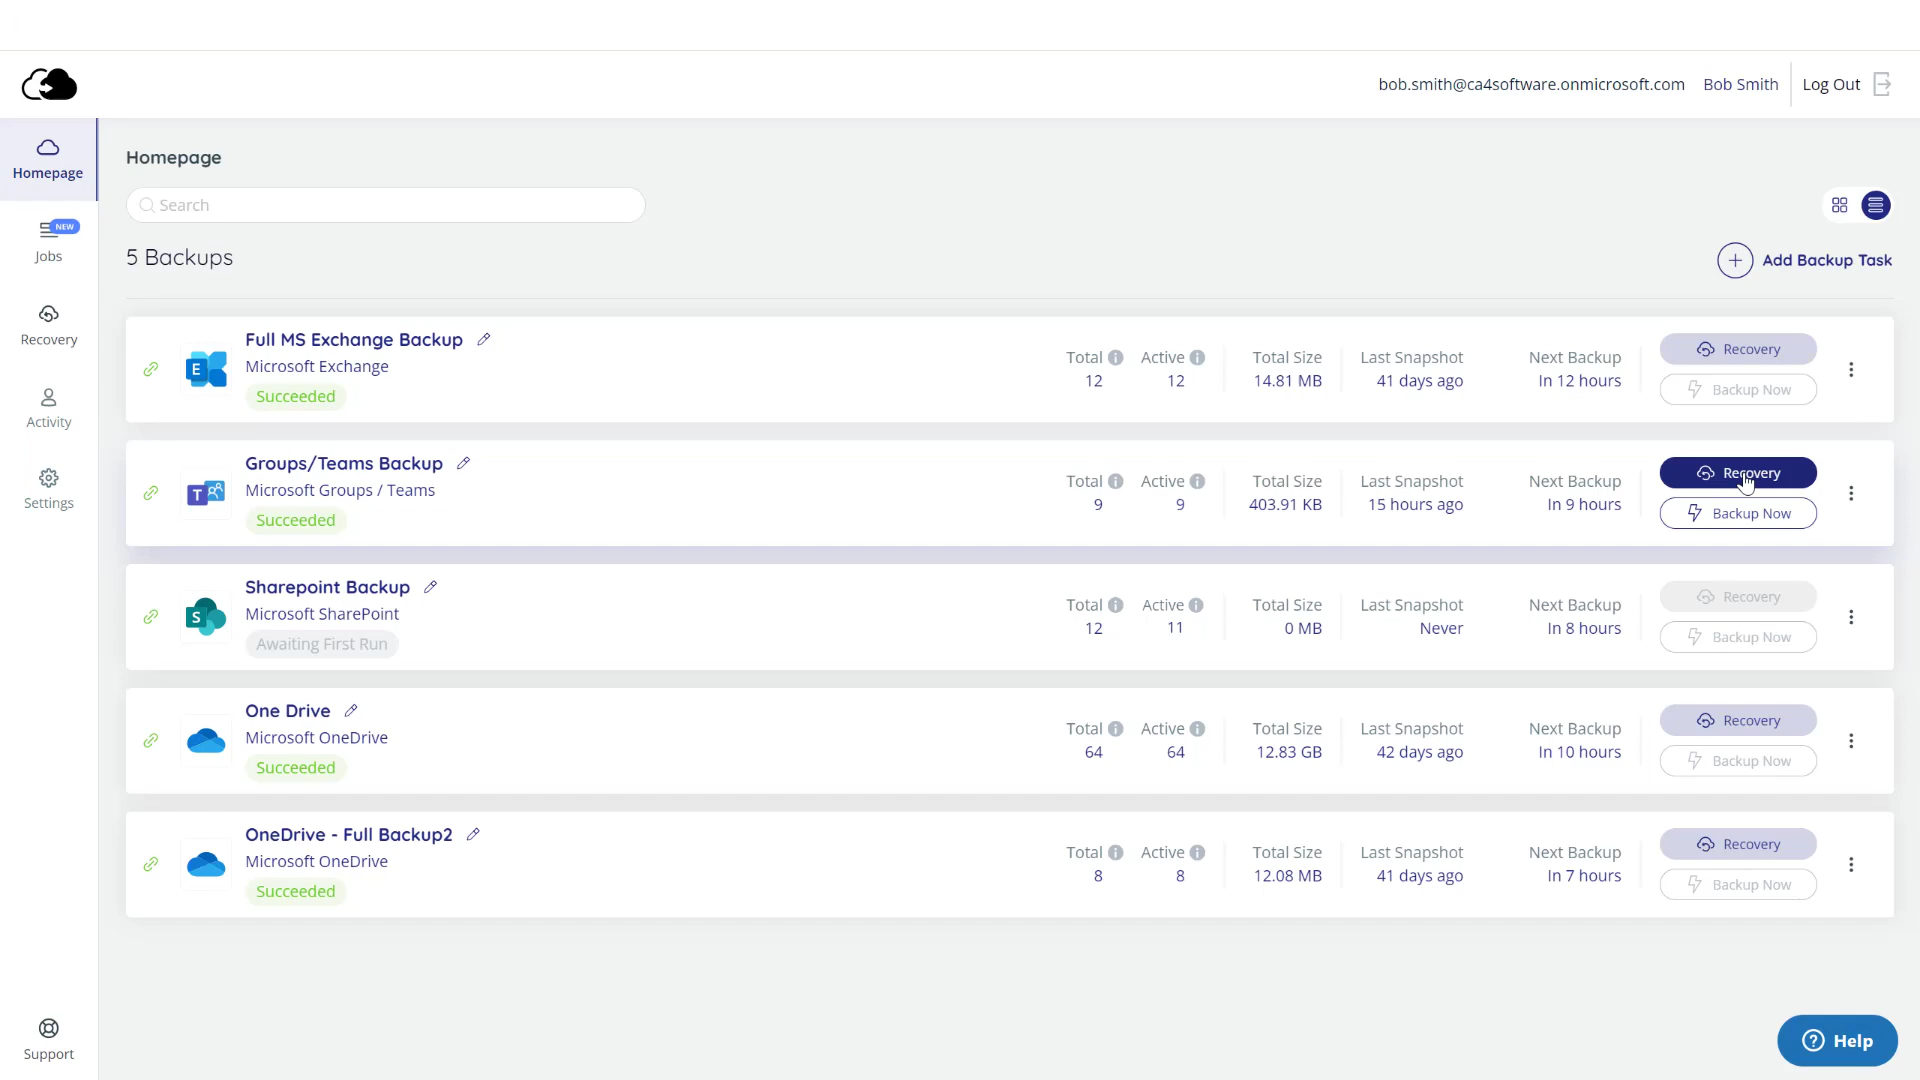 bob.smith@ca4software.onmicrosoft.com Bob Smith Log Out
Homepage
NEW
Jobs
Recovery
Activity
Settings
Support
Homepage
Search
5 Backups
Add Backup Task
Full MS Exchange Backup
Microsoft Exchange
Succeeded
Total Active Total Size Last Snapshot Next Backup
12 12 14.81 MB 41 days ago In 12 hours
Recovery
Backup Now
Groups/Teams Backup
Microsoft Groups / Teams
Succeeded
Total Active Total Size Last Snapshot Next Backup
9 9 403.91 KB 15 hours ago In 9 hours
Recovery
Backup Now
Sharepoint Backup
Microsoft SharePoint
Awaiting First Run
Total Active Total Size Last Snapshot Next Backup
12 11 0 MB Never In 8 hours
Recovery
Backup Now
One Drive
Microsoft OneDrive
Succeeded
Total Active Total Size Last Snapshot Next Backup
64 64 12.83 GB 42 days ago In 10 hours
Recovery
Backup Now
OneDrive - Full Backup2
Microsoft OneDrive
Succeeded
Total Active Total Size Last Snapshot Next Backup
8 8 12.08 MB 41 days ago In 7 hours
Recovery
Backup Now
Help